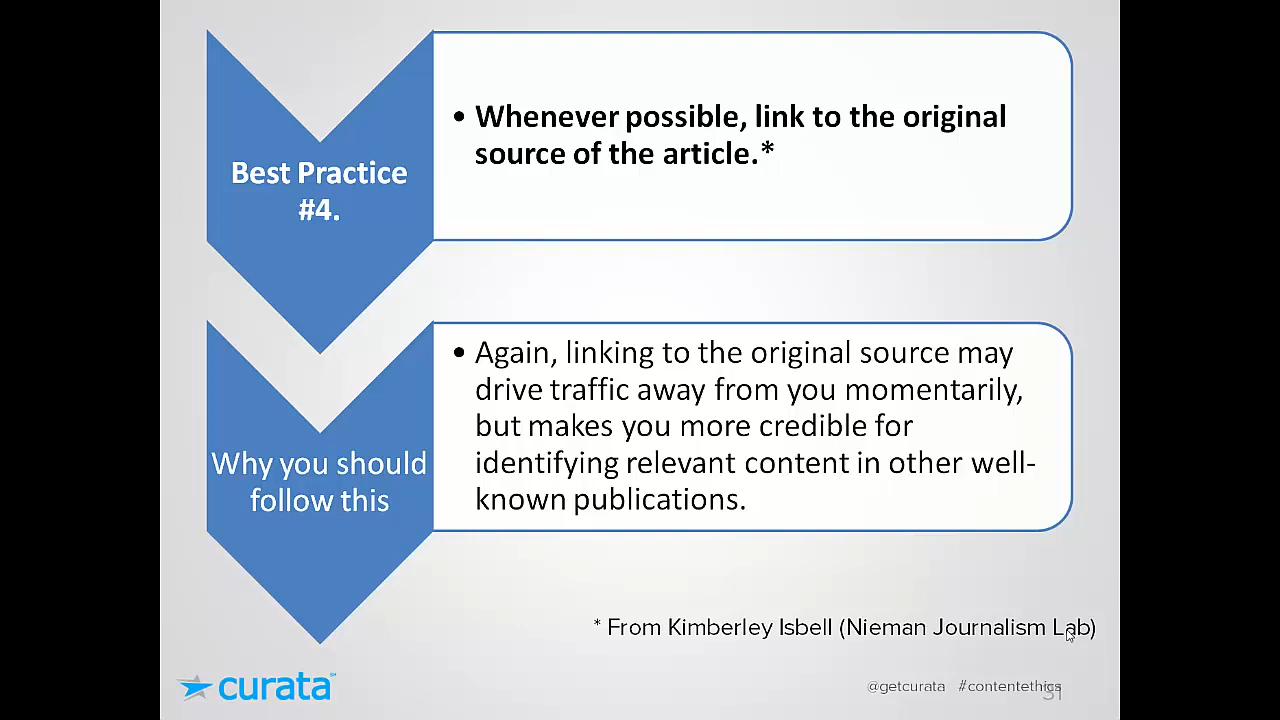 Best Practice
#4.
• Whenever possible, link to the original
source of the article.*
Why you should
follow this
• Again, linking to the original source may
drive traffic away from you momentarily,
but makes you more credible for
identifying relevant content in other well-
known publications.
* From Kimberley Isbell (Nieman Journalism Lab)
curata
@getcurata #contentethics
31